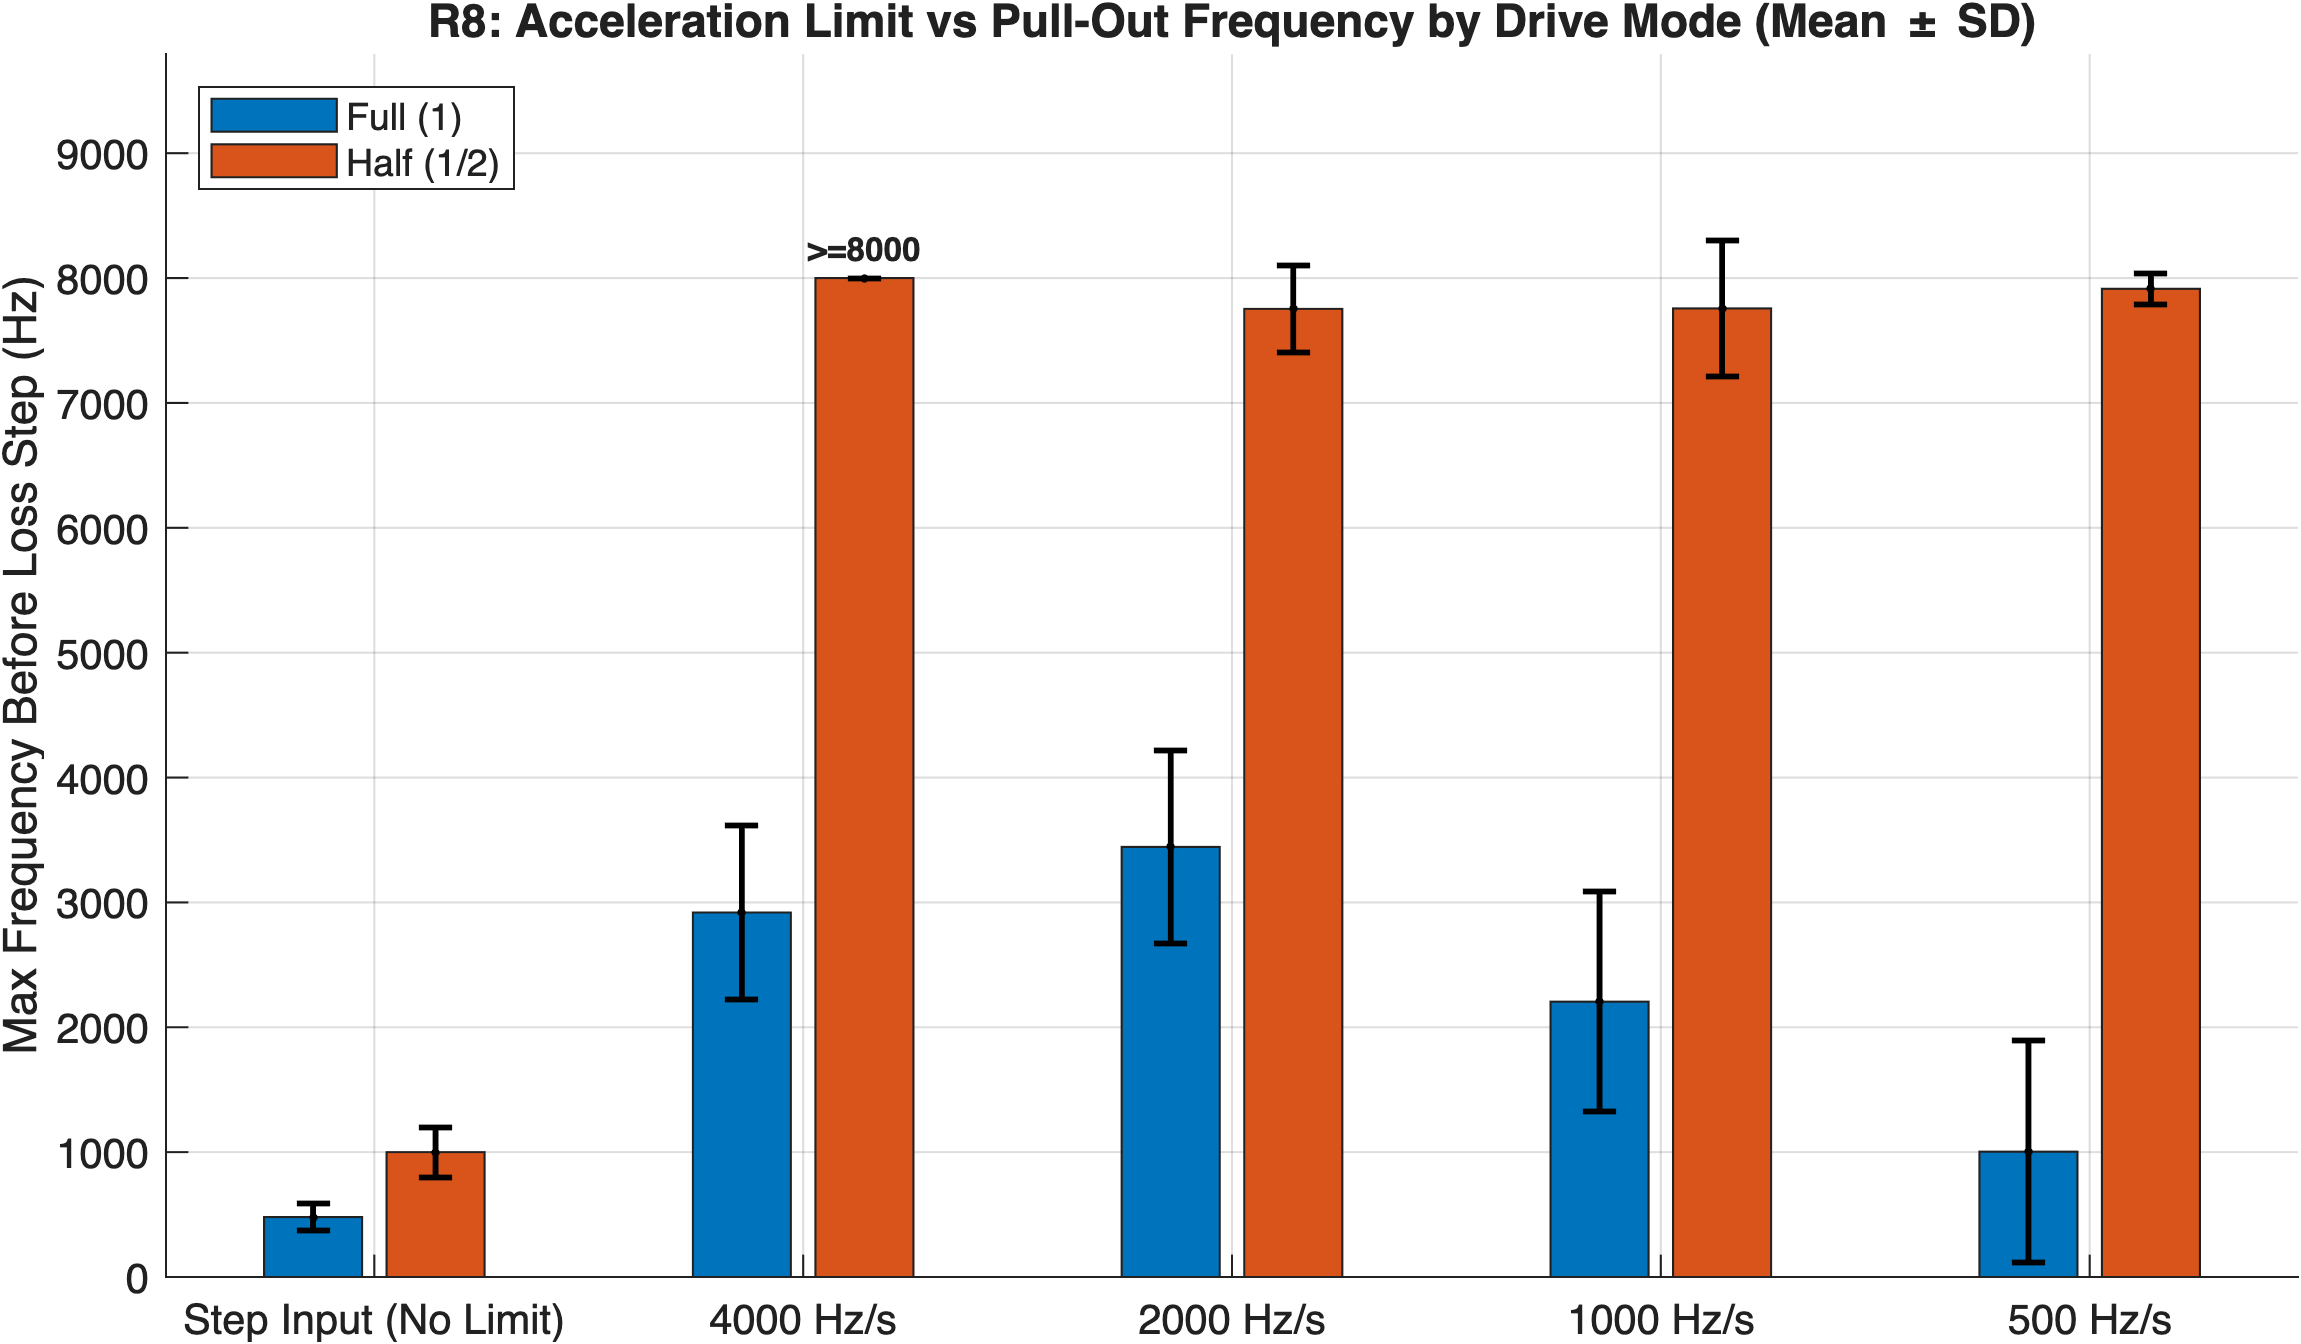 R8: Acceleration Limit vs Pull-Out Frequency by Drive Mode (Mean ± SD)
Full (1)
Half (1/2)
Max Frequency Before Loss Step (Hz)
9000
8000
7000
6000
5000
4000
3000
2000
1000
0
>=8000
Step Input (No Limit)
4000 Hz/s
2000 Hz/s
1000 Hz/s
500 Hz/s